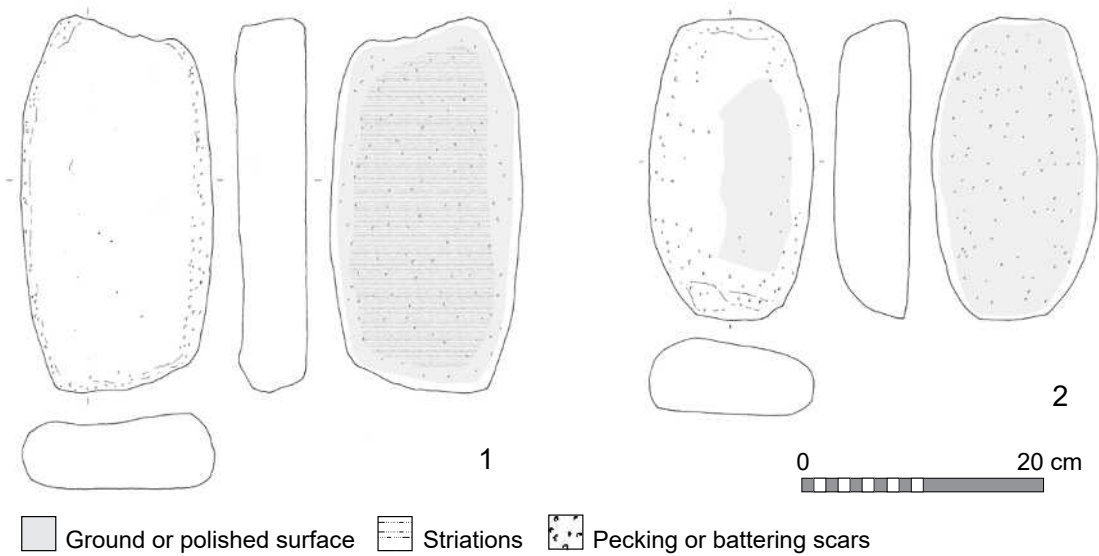 1
2
0 20 cm
Ground or polished surface Striations Pecking or battering scars